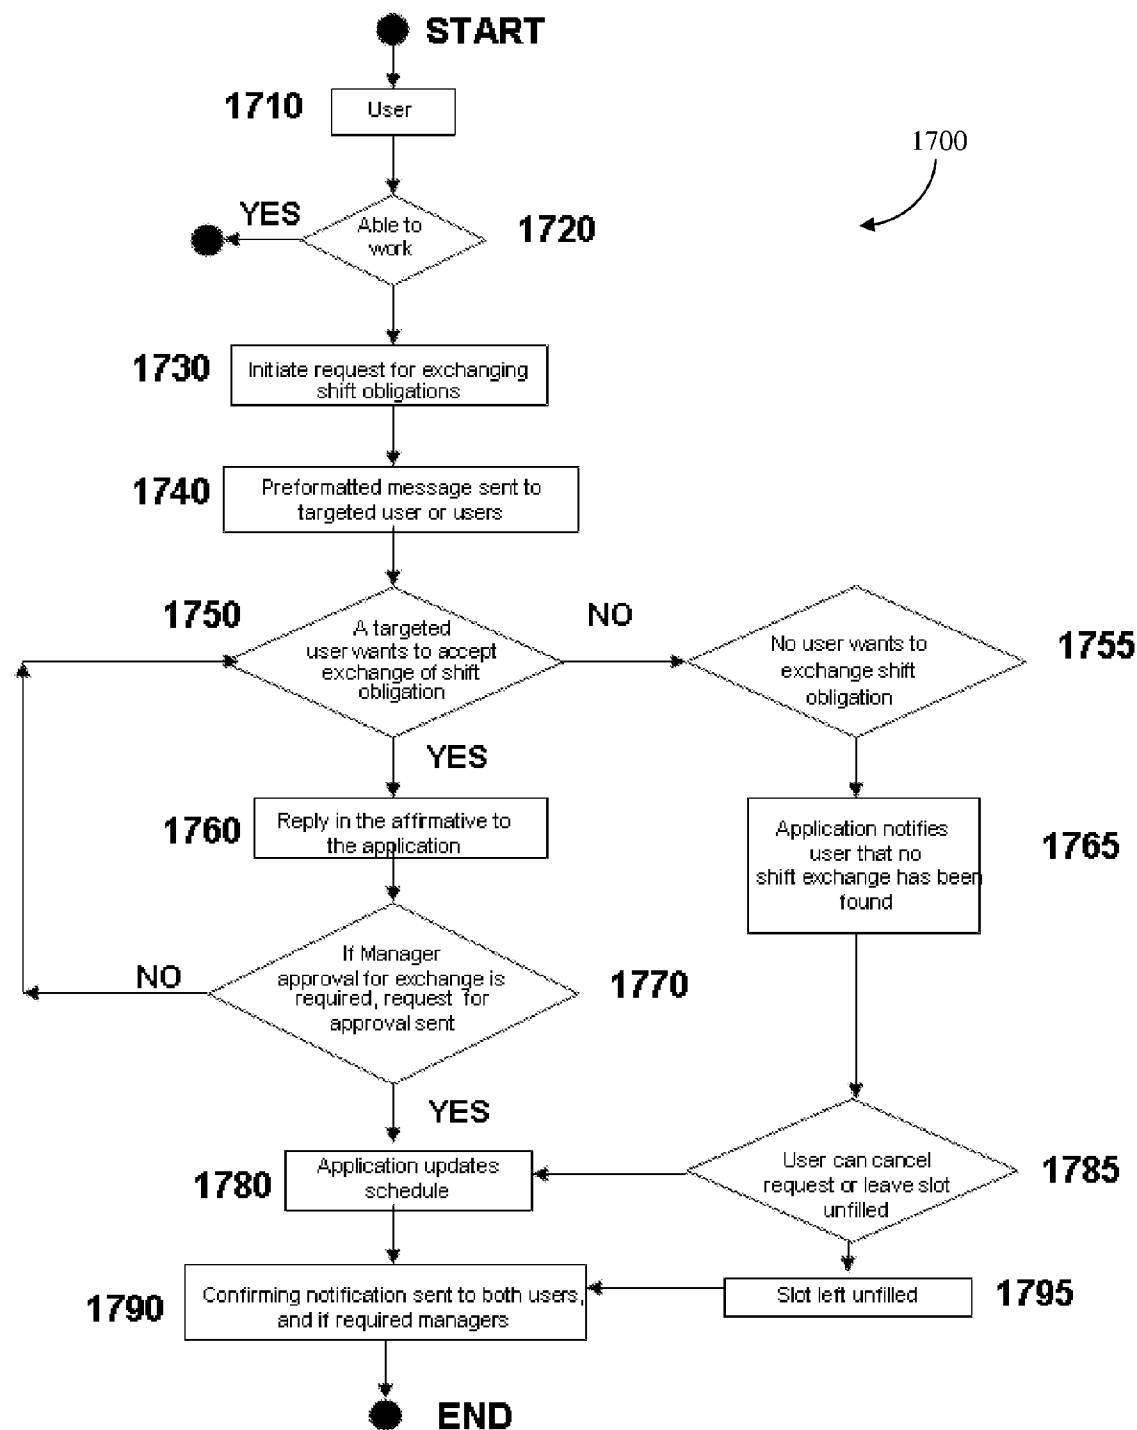 START
1710
User
1700
YES
Able to
work
1720
1730
Initiate request for exchanging
shift obligations
1740
Preformatted message sent to
targeted user or users
1750
A targeted
user wants to accept
exchange of shift
obligation
NO
No user wants to
exchange shift
obligation
1755
YES
1760
Reply in the affirmative to
the application
Application notifies
user that no
shift exchange has been
found
1765
If Manager
approval for exchange is
required, request for
approval sent
NO
1770
YES
1780
Application updates
schedule
User can cancel
request or leave slot
unfilled
1785
1790
Confirming notification sent to both users,
and if required managers
Slot left unfilled
1795
END